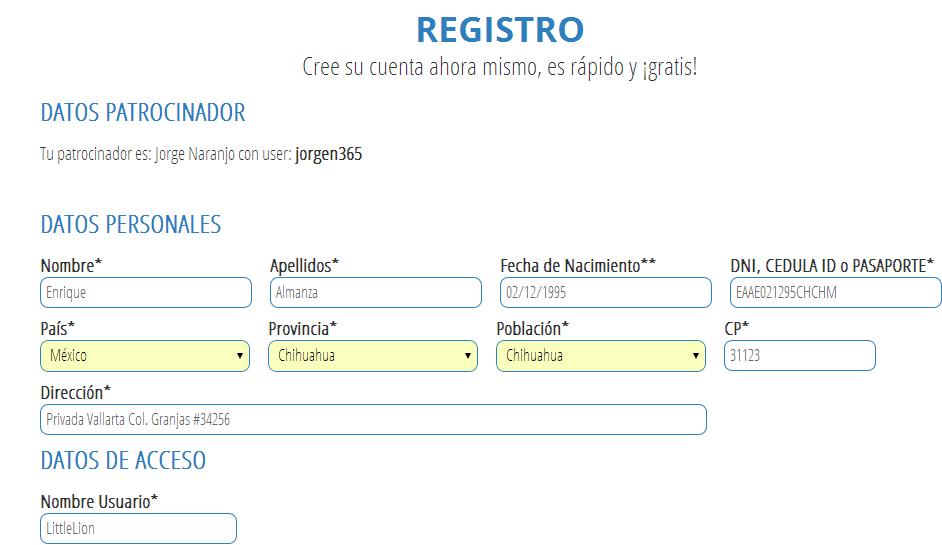 REGISTRO
Cree su cuenta ahora mismo, es rápido y ¡gratis!
DATOS PATROCINADOR
Tu patrocinador es: Jorge Naranjo con user: jorgen365
DATOS PERSONALES
Nombre* Apellidos* Fecha de Nacimiento** DNI, CEDULA ID o PASAPORTE*
Enrique Almanza 02/12/1995 EAAE021295CHCHM
País* Provincia* Población* CP*
México Chihuahua Chihuahua 31123
Dirección*
Privada Vallarta Col. Granjas #34256
DATOS DE ACCESO
Nombre Usuario*
LittleLion